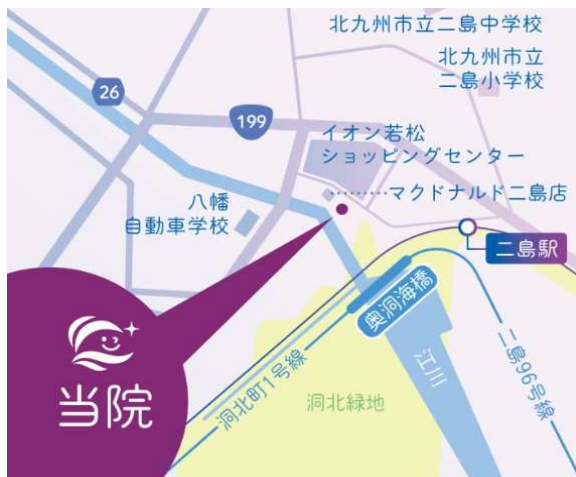 北九州市立二島中学校
北九州市立
二島小学校
26
199
イオン若松
ショッピングセンター
マクドナルド二島店
八幡
自動車学校
二島駅
奥洞海橋
当院
洞北町1号線
江川
二島96号線
洞北緑地